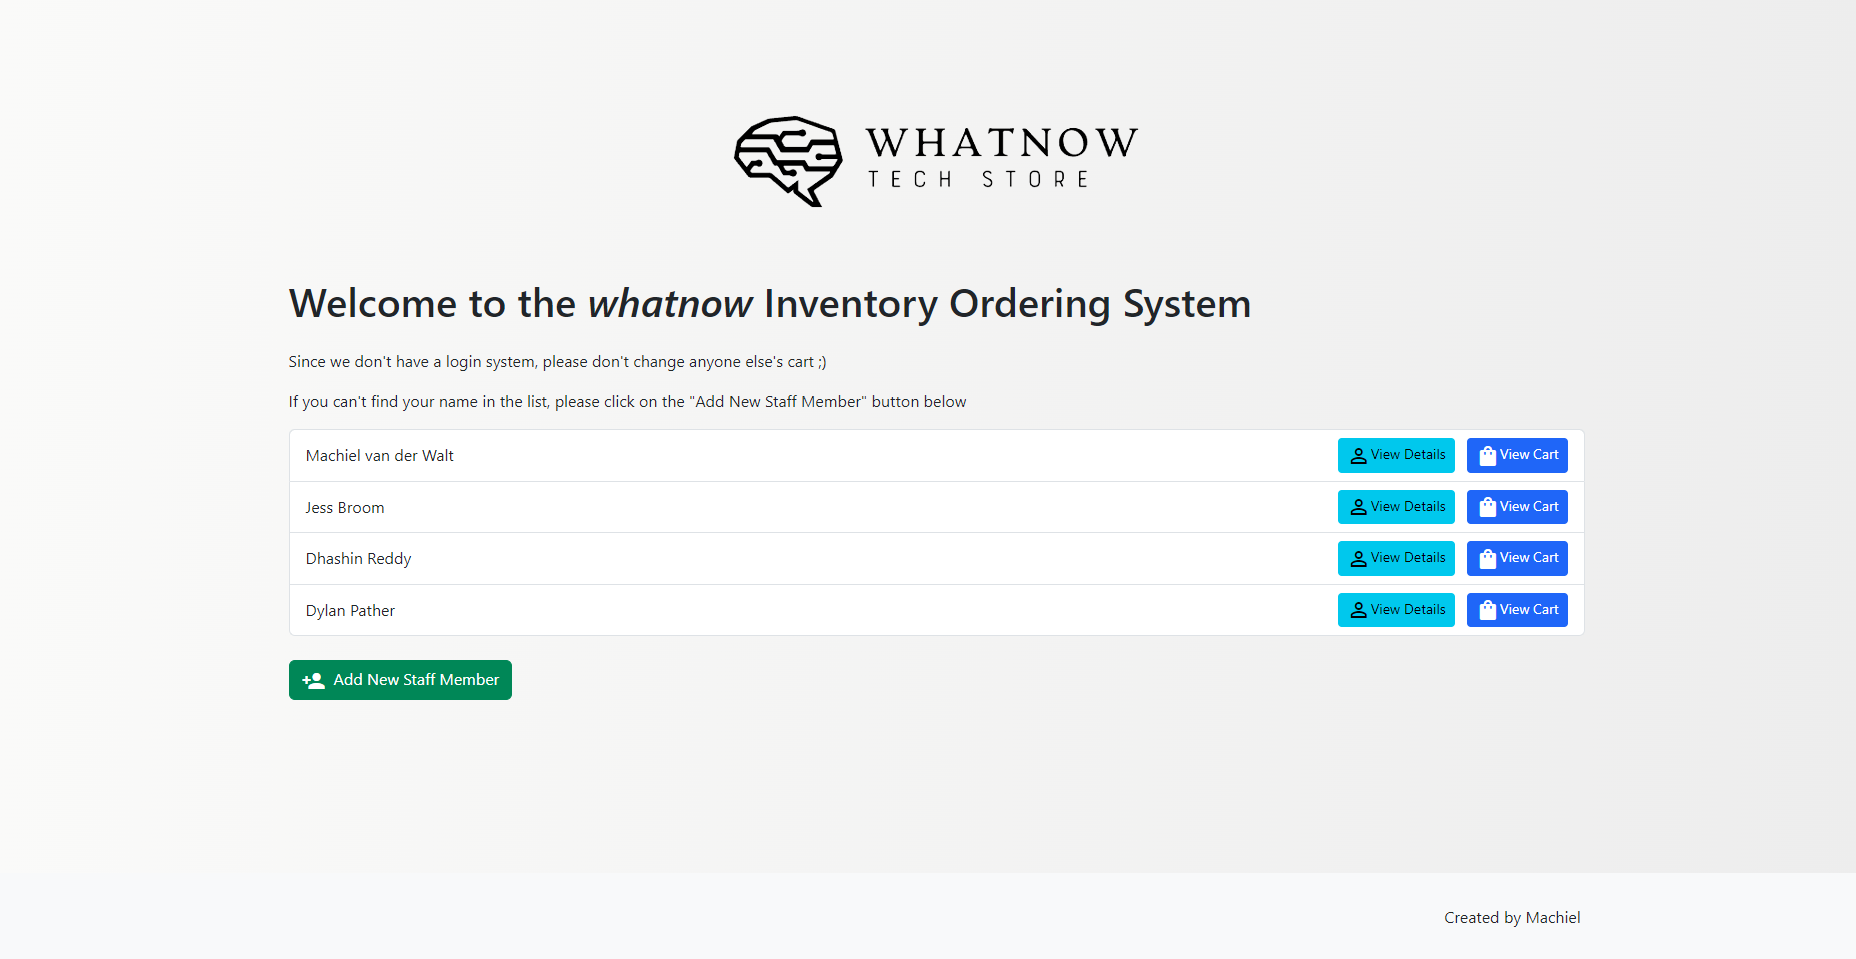 WHATNOW
TECH STORE
Welcome to the whatnow Inventory Ordering System
Since we don't have a login system, please don't change anyone else's cart ;)
If you can't find your name in the list, please click on the "Add New Staff Member" button below
Machiel van der Walt View Details View Cart
Jess Broom View Details View Cart
Dhashin Reddy View Details View Cart
Dylan Pather View Details View Cart
Add New Staff Member
Created by Machiel